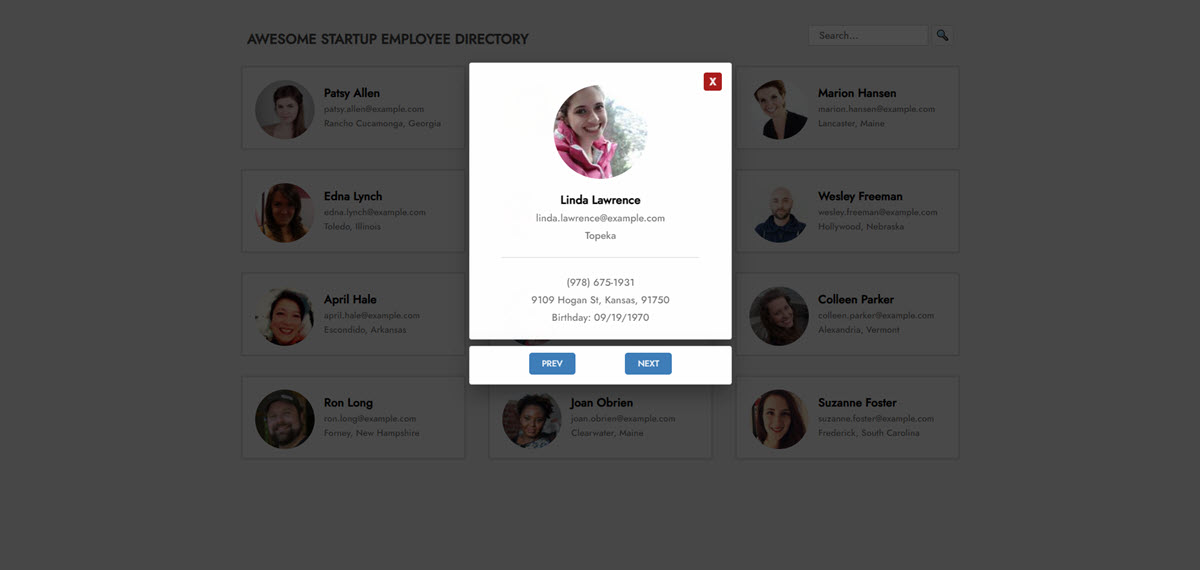 AWESOME STARTUP EMPLOYEE DIRECTORY
Search...
X
Linda Lawrence
linda.lawrence@example.com
Topeka
(978) 675-1931
9109 Hogan St, Kansas, 91750
Birthday: 09/19/1970
PREV
NEXT
Patsy Allen
patsy.allen@example.com
Rancho Cucamonga, Georgia
Marion Hansen
marion.hansen@example.com
Lancaster, Maine
Edna Lynch
edna.lynch@example.com
Toledo, Illinois
Wesley Freeman
wesley.freeman@example.com
Hollywood, Nebraska
April Hale
april.hale@example.com
Escondido, Arkansas
Colleen Parker
colleen.parker@example.com
Alexandria, Vermont
Ron Long
ron.long@example.com
Forney, New Hampshire
Joan Obrien
joan.obrien@example.com
Clearwater, Maine
Suzanne Foster
suzanne.foster@example.com
Frederick, South Carolina